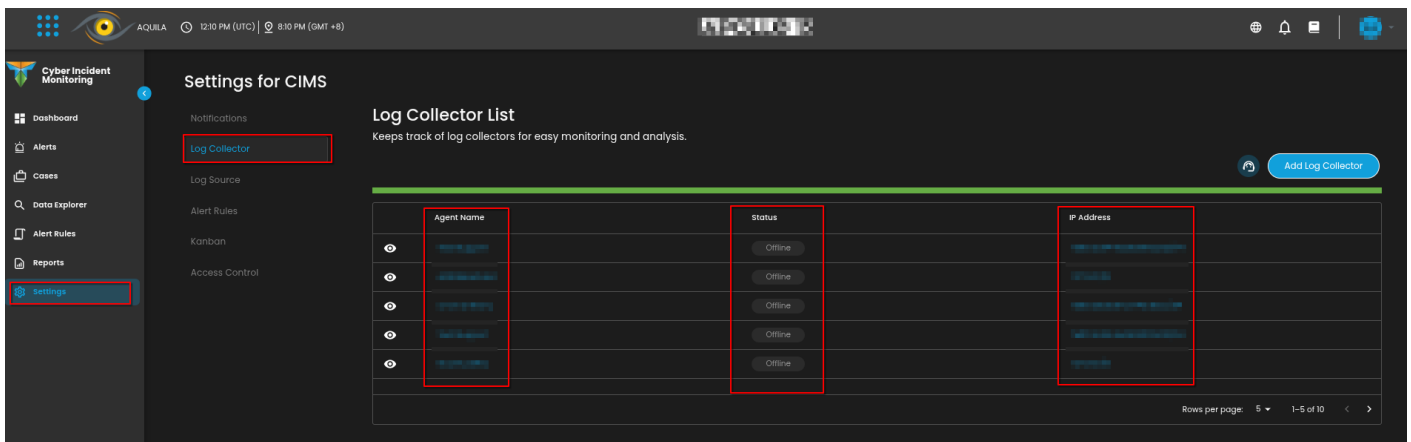 AQUILA 12:10 PM (UTC) 8:10 PM (GMT +8)
Cyber Incident
Monitoring
Dashboard
Alerts
Cases
Data Explorer
Alert Rules
Reports
Settings
Settings for CIMS
Notifications
Log Collector
Log Source
Alert Rules
Kanban
Access Control
Log Collector List
Keeps track of log collectors for easy monitoring and analysis.
Add Log Collector
Agent Name Status IP Address
Offline
Offline
Offline
Offline
Offline
Rows per page: 5 1–5 of 10